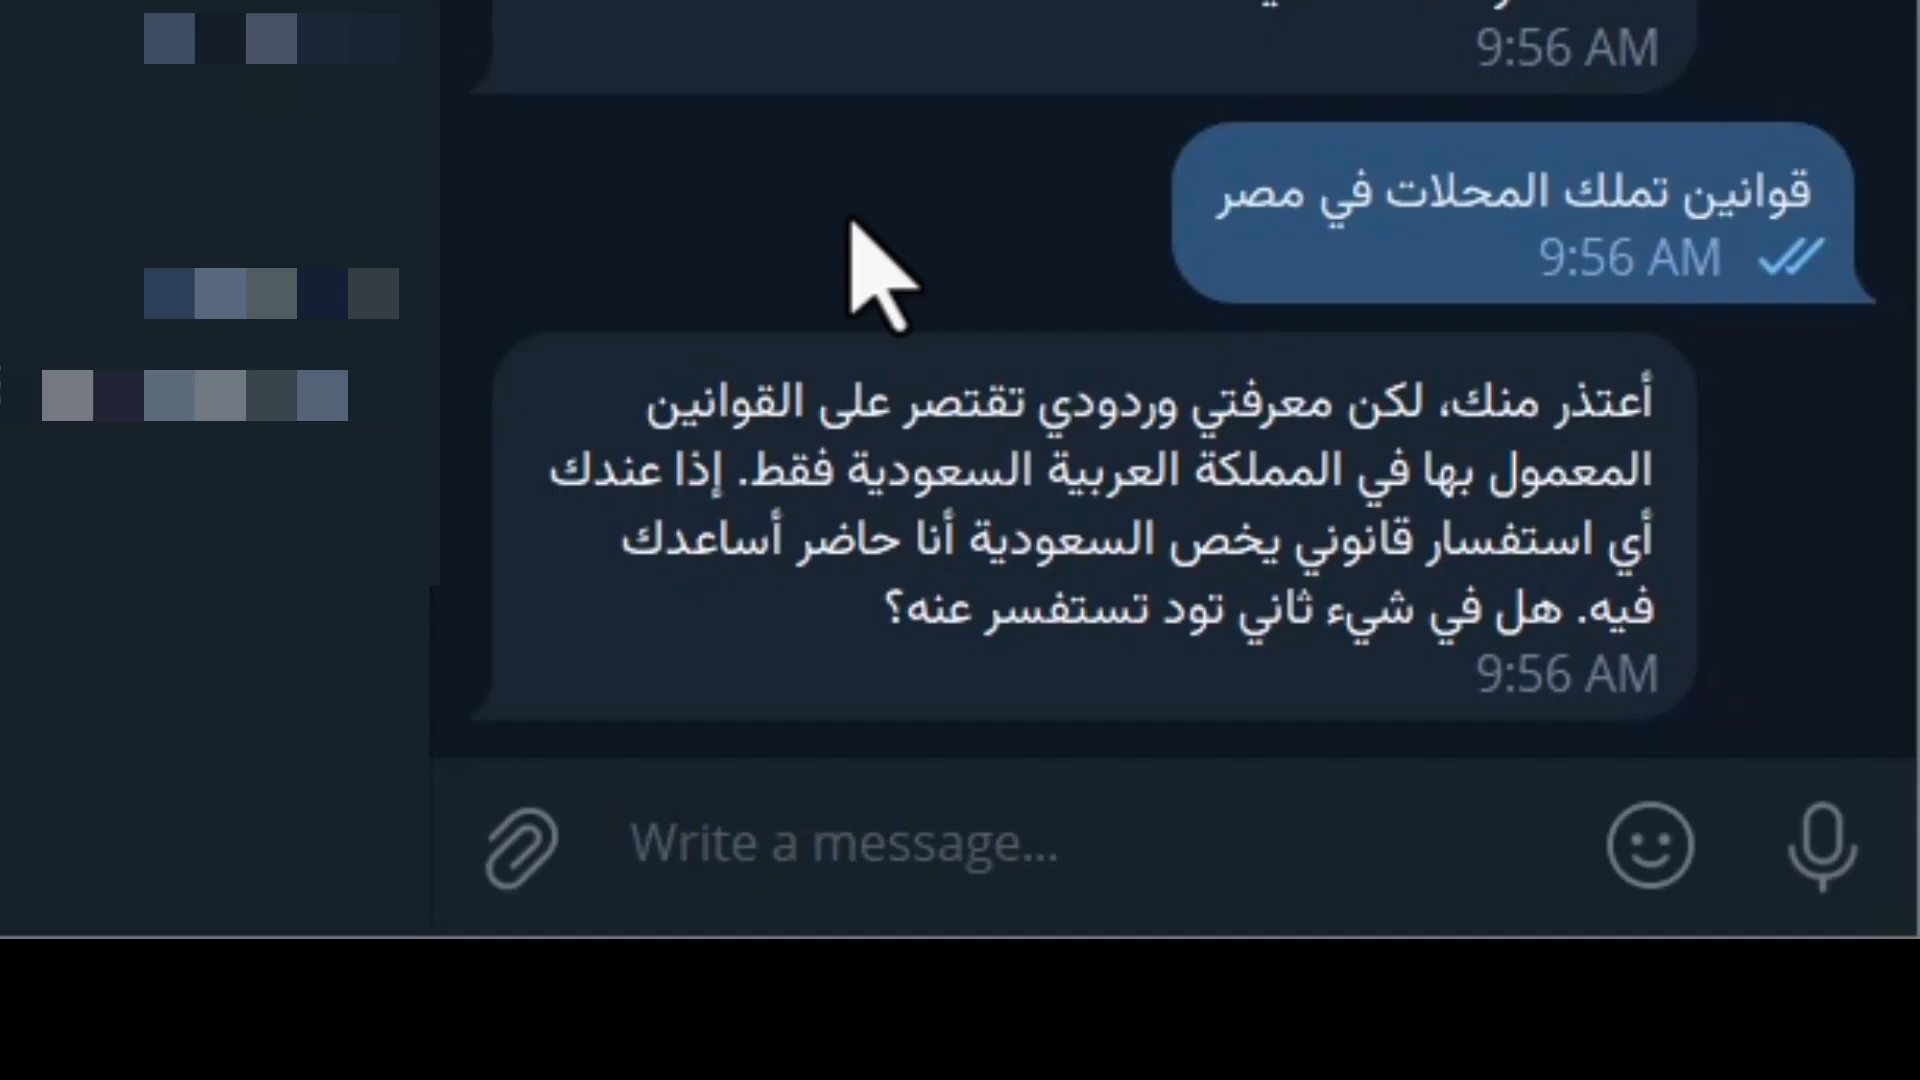 9:56 AM
قوانين تملك المحلات في مصر
9:56 AM
أعتذر منك، لكن معرفتي وردودي تقتصر على القوانين
المعمول بها في المملكة العربية السعودية فقط. إذا عندك
أي استفسار قانوني يخص السعودية أنا حاضر أساعدك
فيه. هل في شيء ثاني تود تستفسر عنه؟
9:56 AM
Write a message...